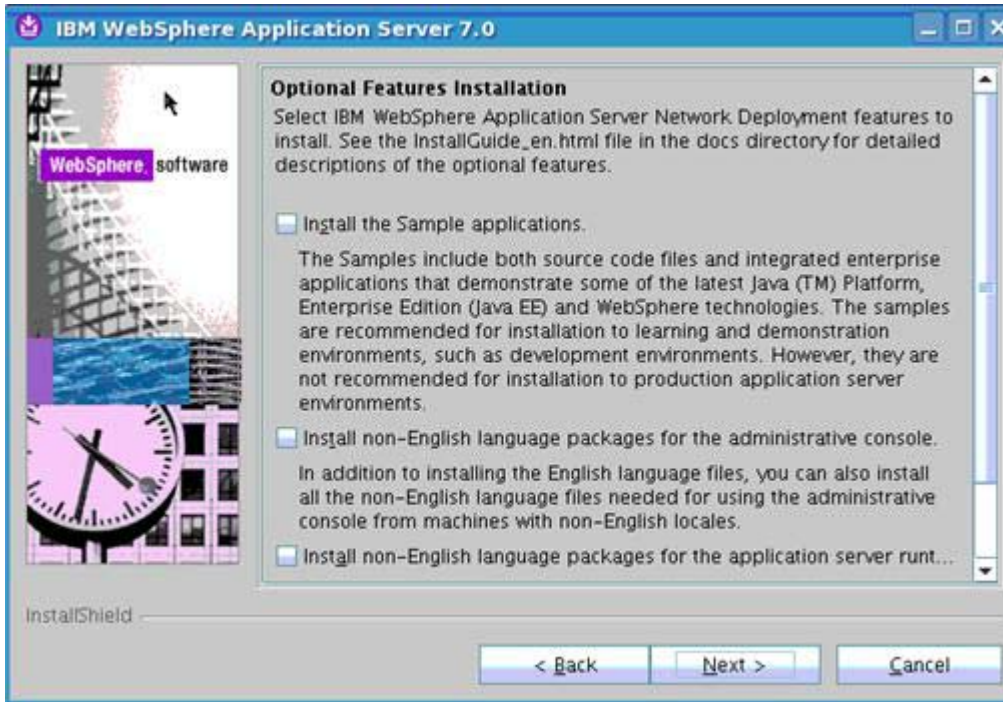 IBM WebSphere Application Server 7.0
WebSphere software
Optional Features Installation
Select IBM WebSphere Application Server Network Deployment features to
install. See the InstallGuide_en.html file in the docs directory for detailed
descriptions of the optional features.
Install the Sample applications.
The Samples include both source code files and integrated enterprise
applications that demonstrate some of the latest Java (TM) Platform,
Enterprise Edition (Java EE) and WebSphere technologies. The samples
are recommended for installation to learning and demonstration
environments, such as development environments. However, they are
not recommended for installation to production application server
environments.
Install non-English language packages for the administrative console.
In addition to installing the English language files, you can also install
all the non-English language files needed for using the administrative
console from machines with non-English locales.
Install non-English language packages for the application server runt...
InstallShield
< Back
Next >
Cancel